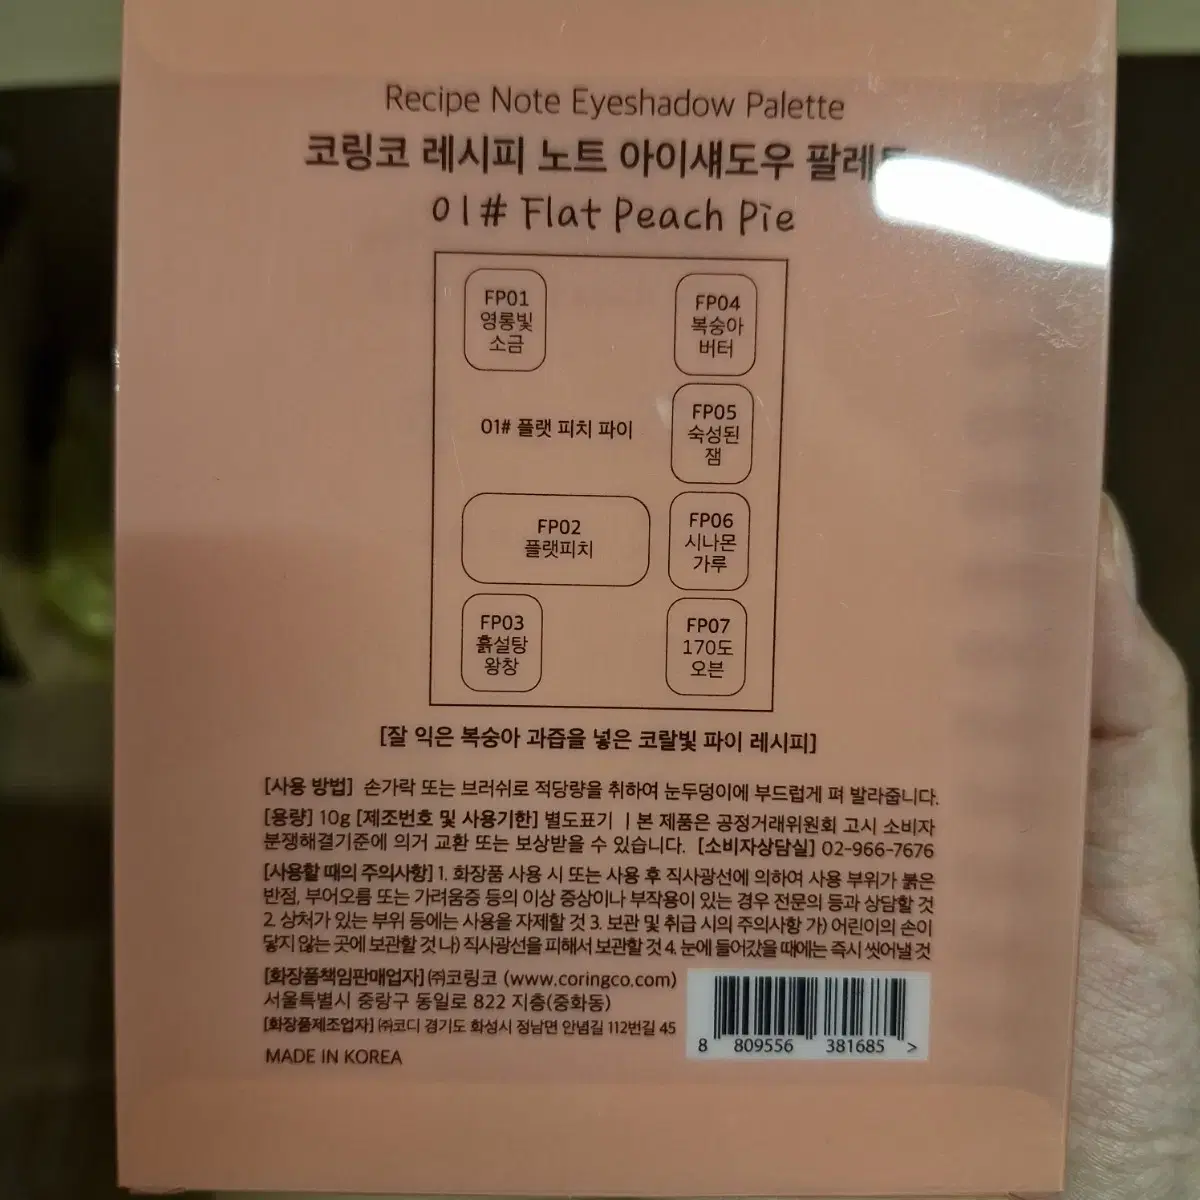 Recipe Note Eyeshadow Palette
코링코 레시피 노트 아이섀도우 팔레트
01# Flat Peach Pie
FP01
영롱빛
소금
FP04
복숭아
버터
01# 플랫 피치 파이
FP05
숙성된
잼
FP02
플랫피치
FP06
시나몬
가루
FP03
흙설탕
왕창
FP07
170도
오븐
[잘 익은 복숭아 과즙을 넣은 코랄빛 파이 레시피]
[사용 방법] 손가락 또는 브러쉬로 적당량을 취하여 눈두덩이에 부드럽게 펴 발라줍니다.
[용량] 10g [제조번호 및 사용기한] 별도표기 | 본 제품은 공정거래위원회 고시 소비자
분쟁해결기준에 의거 교환 또는 보상받을 수 있습니다. [소비자상담실] 02-966-7676
[사용할 때의 주의사항] 1. 화장품 사용 시 또는 사용 후 직사광선에 의하여 사용 부위가 붉은
반점, 부어오름 또는 가려움증 등의 이상 증상이나 부작용이 있는 경우 전문의 등과 상담할 것
2. 상처가 있는 부위 등에는 사용을 자제할 것 3. 보관 및 취급 시의 주의사항 가) 어린이의 손이
닿지 않는 곳에 보관할 것 나) 직사광선을 피해서 보관할 것 4. 눈에 들어갔을 때에는 즉시 씻어낼 것
[화장품책임판매업자] ㈜코링코 (www.coringco.com)
서울특별시 중랑구 동일로 822 지층(중화동)
[화장품제조업자] ㈜코디 경기도 화성시 정남면 안념길 112번길 45
MADE IN KOREA
8 809556 381685 >